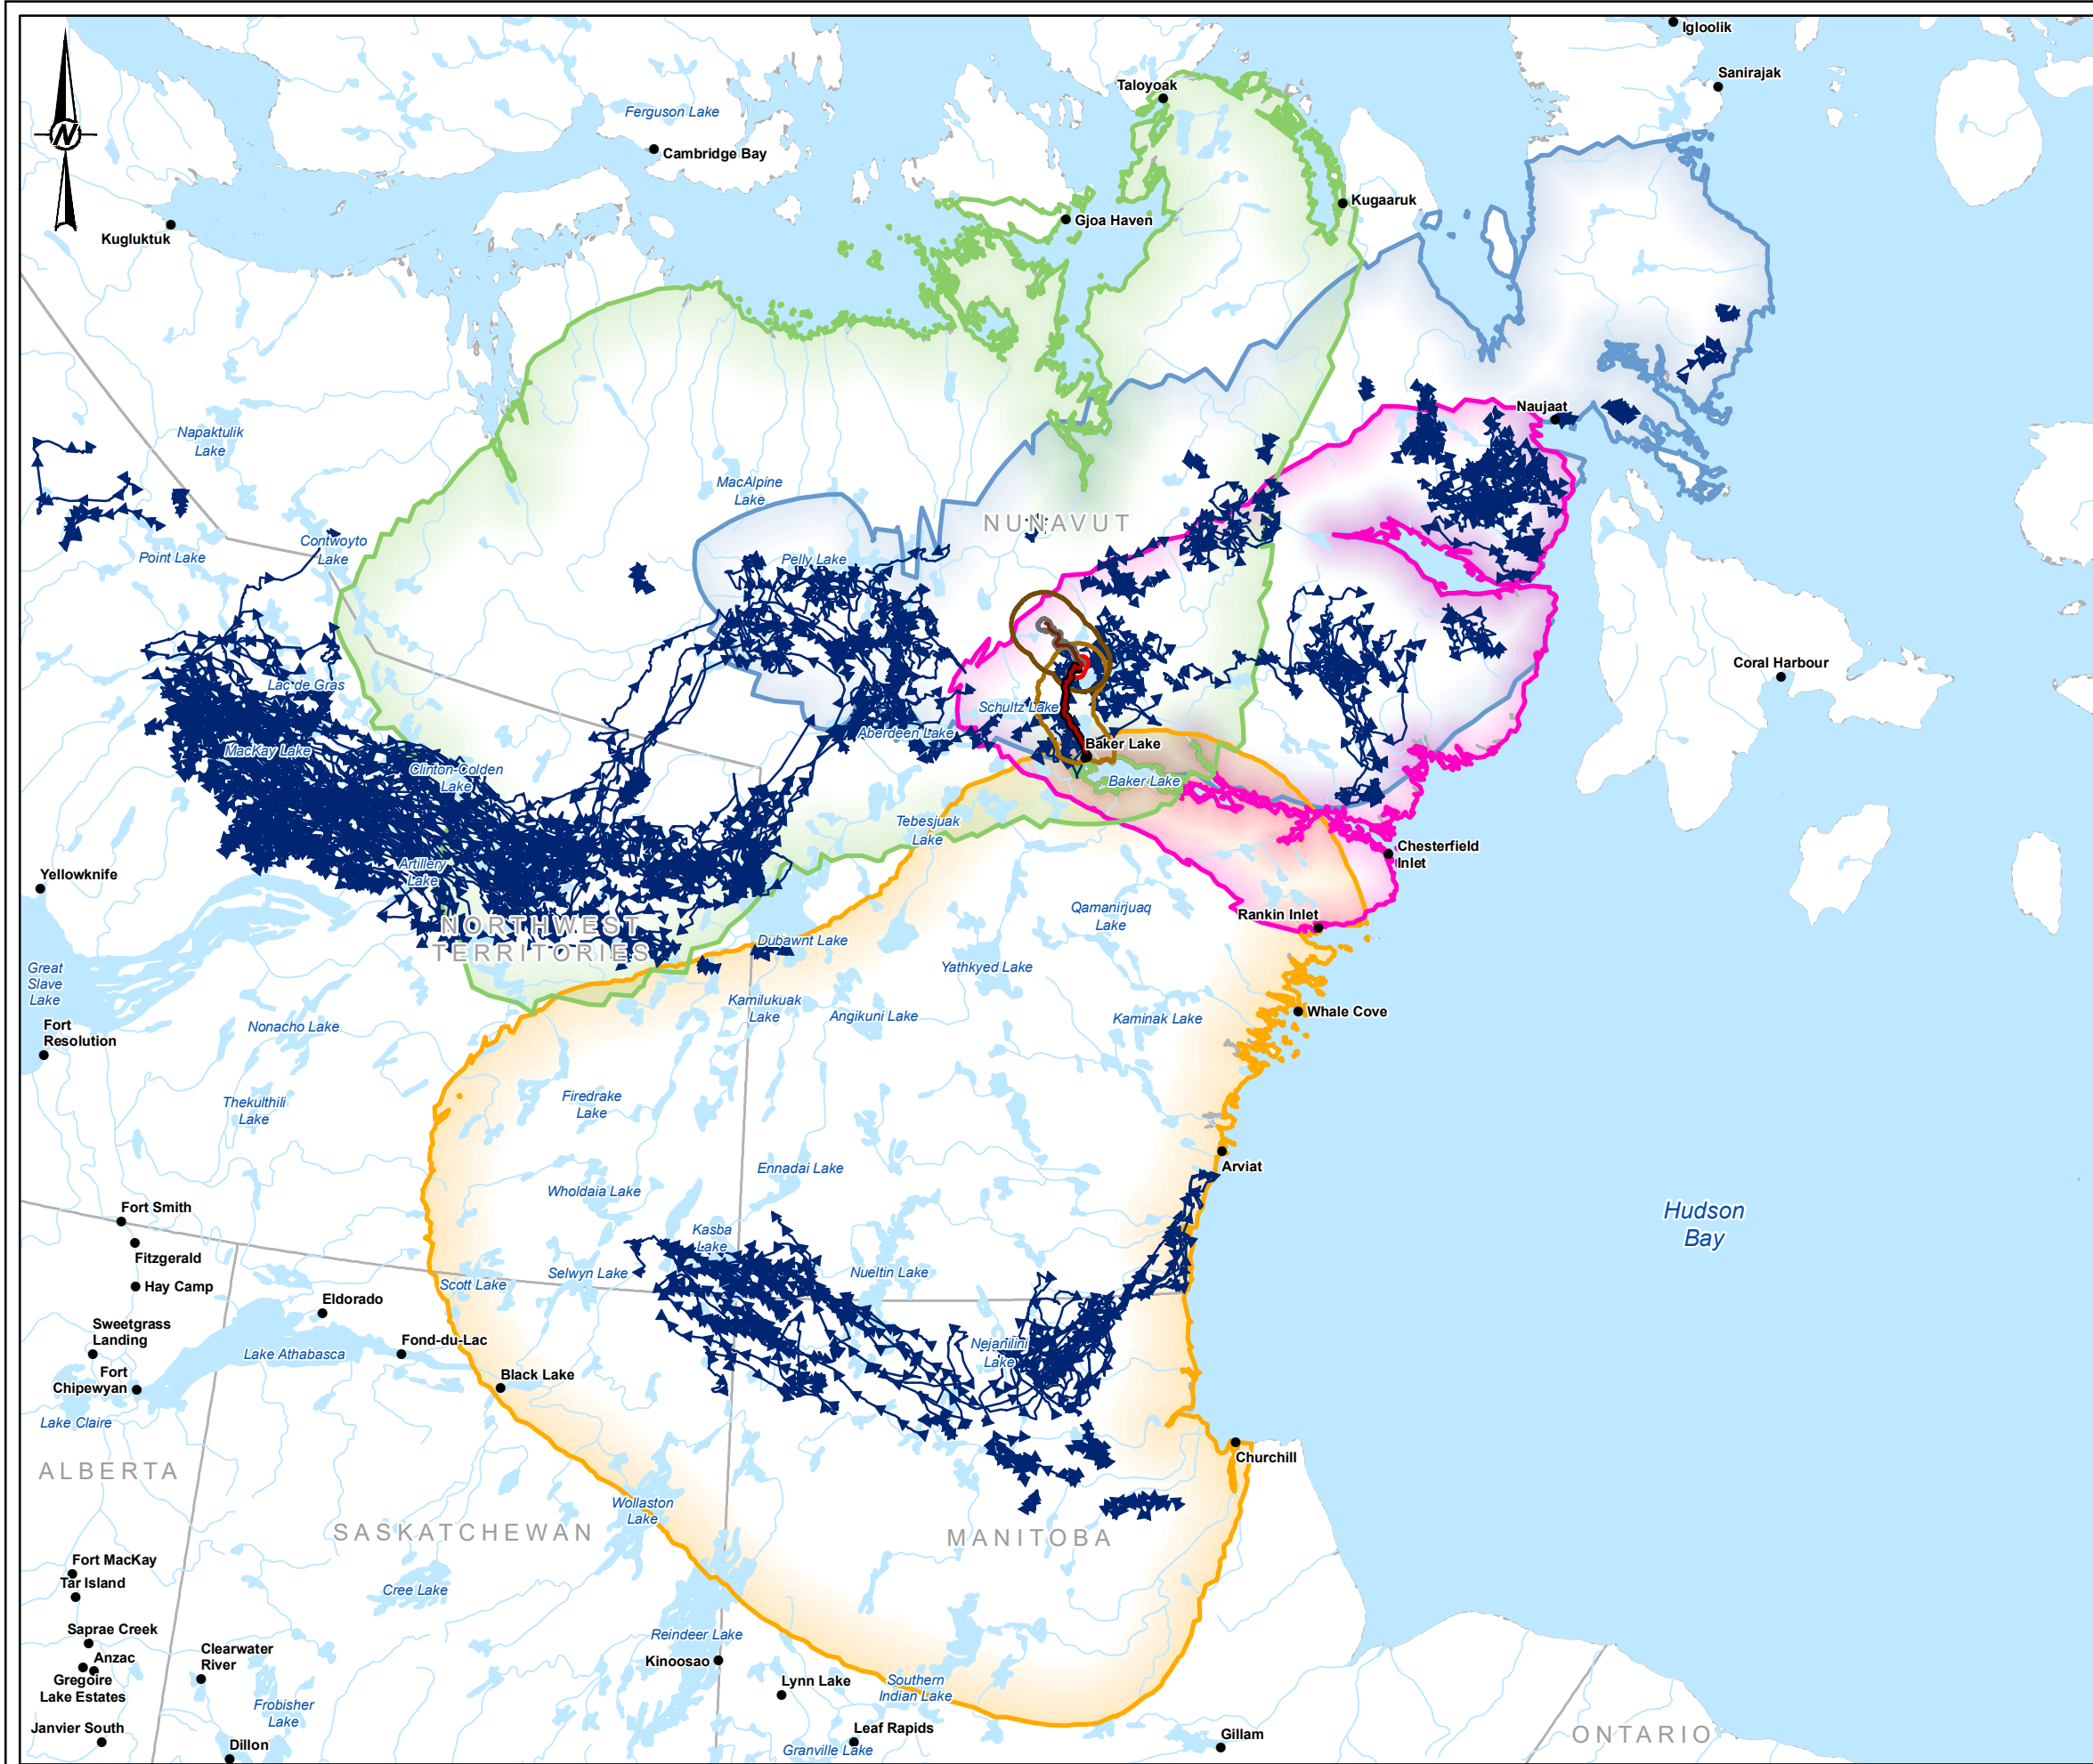 Igloolik
Sanirajak
Taloyoak
Ferguson Lake
Cambridge Bay
N
Kugaaruk
Gjoa Haven
Kugluktuk
Naujaat
Napaktulik
Lake
MacAlpine
Lake
NUNAVUT
Contwoyto
Lake
Point Lake
Pelly Lake
Coral Harbour
Lac de Gras
Schultz Lake
Aberdeen Lake
Baker Lake
MacKay Lake
Clinton-Colden
Lake
Baker Lake
Tebesjuak
Lake
Chesterfield
Inlet
Artillery
Lake
Yellowknife
Qamanirjuaq
Lake
Rankin Inlet
NORTHWEST
TERRITORIES
Dubawnt Lake
Yathkyed Lake
Great
Slave
Lake
Kamilukuak
Lake
Angikuni Lake
Kaminak Lake
Whale Cove
Fort
Resolution
Nonacho Lake
Firedrake
Lake
Thekulthili
Lake
Ennadai Lake
Arviat
Wholdaia Lake
Fort Smith
Hudson
Bay
Kasba
Lake
Fitzgerald
Selwyn Lake
Nueltin Lake
Scott Lake
Hay Camp
Eldorado
Sweetgrass
Landing
Lake Athabasca
Fond-du-Lac
Nejanilini
Lake
Fort
Chipewyan
Black Lake
Lake Claire
Churchill
ALBERTA
Wollaston
Lake
SASKATCHEWAN
MANITOBA
Fort MacKay
Tar Island
Cree Lake
Saprae Creek
Anzac
Gregoire
Lake Estates
Clearwater
River
Reindeer Lake
Kinoosao
Lynn Lake
Southern
Indian Lake
Frobisher
Lake
Janvier South
Dillon
Leaf Rapids
Granville Lake
Gillam
ONTARIO